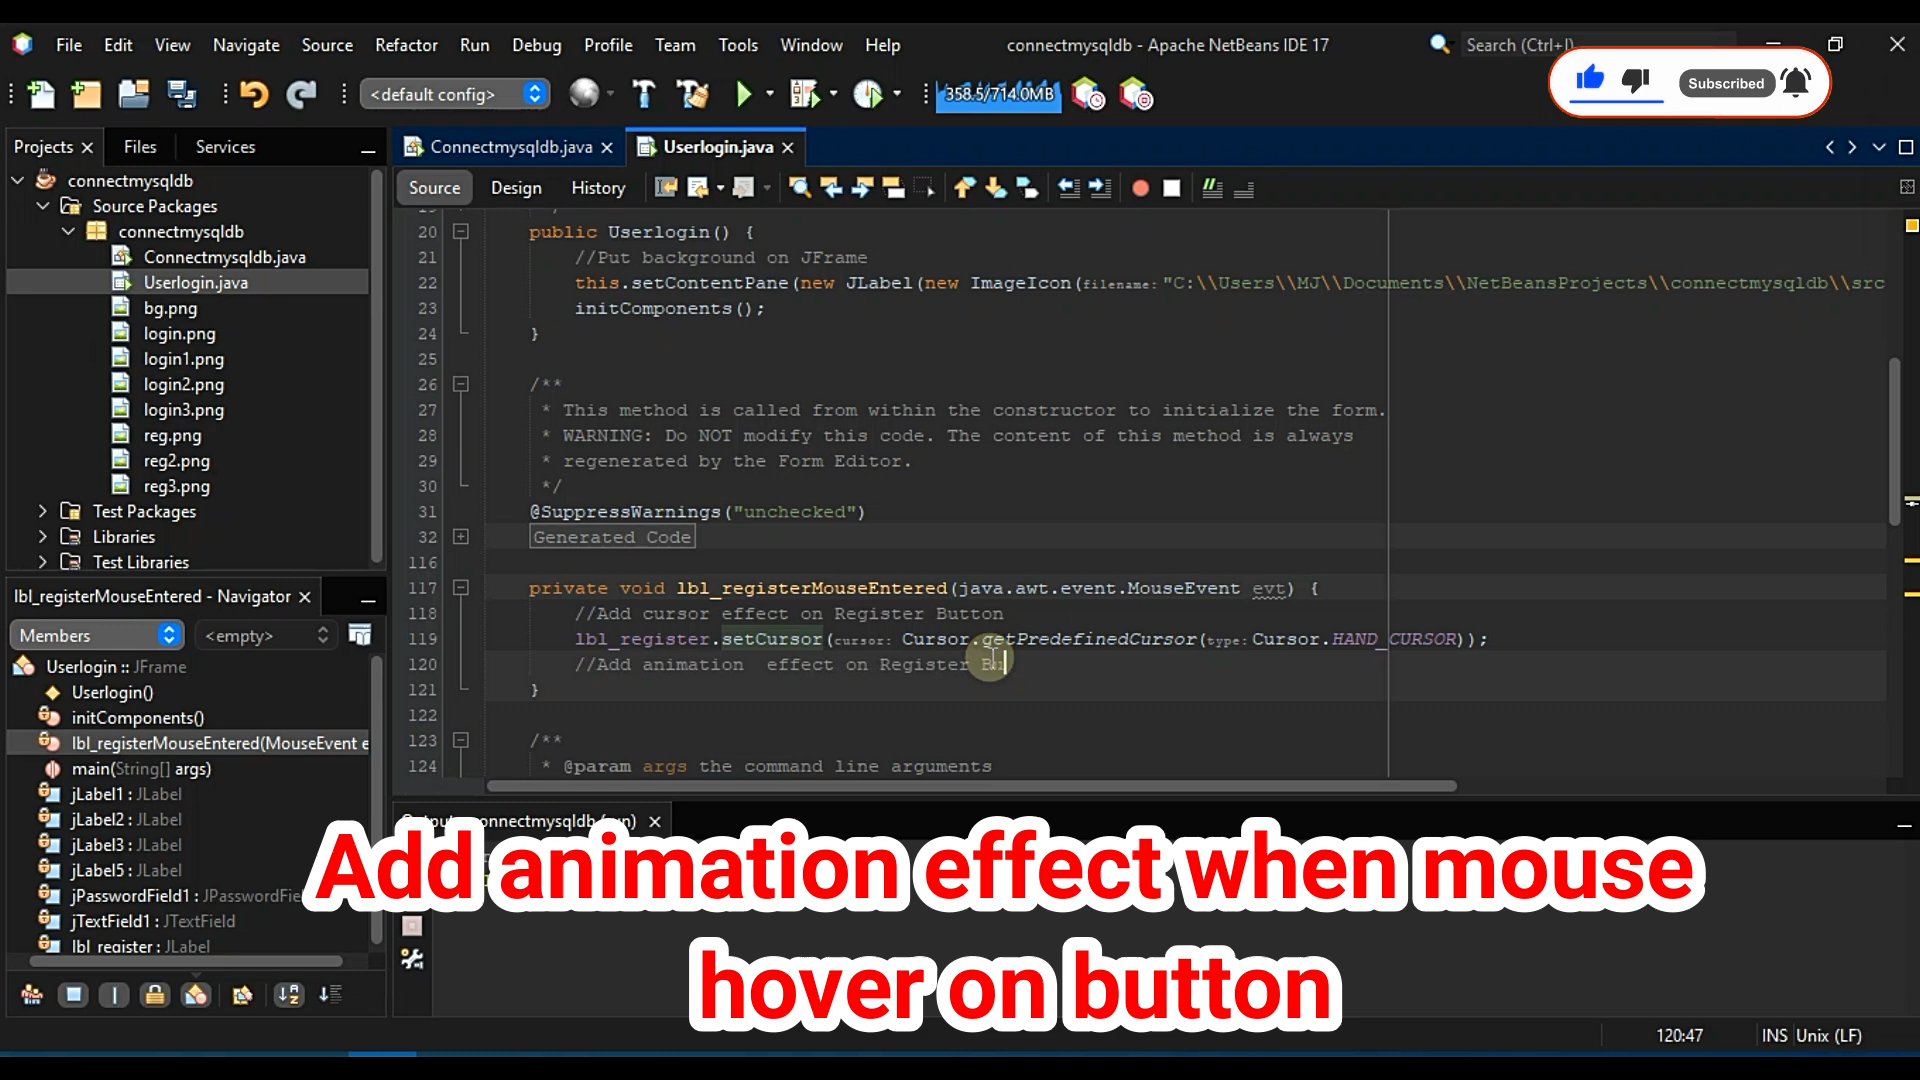 File Edit View Navigate Source Refactor Run Debug Profile Team Tools Window Help
connectmysqldb - Apache NetBeans IDE 17
Search (Ctrl+I)
<default config>
358.5/714.0MB
Subscribed
Projects Files Services
Connectmysqldb.java
Userlogin.java
connectmysqldb
Source Packages
connectmysqldb
Connectmysqldb.java
Userlogin.java
bg.png
login.png
login1.png
login2.png
login3.png
reg.png
reg2.png
reg3.png
Test Packages
Libraries
Test Libraries
Source Design History
20 public Userlogin() {
21 //Put background on JFrame
22 this.setContentPane(new JLabel(new ImageIcon(filename:"C:\\Users\\MJ\\Documents\\NetBeansProjects\\connectmysqldb\\src
23 initComponents();
24 }
25
26 /**
27 * This method is called from within the constructor to initialize the form.
28 * WARNING: Do NOT modify this code. The content of this method is always
29 * regenerated by the Form Editor.
30 */
31 @SuppressWarnings("unchecked")
32 Generated Code
116
117 private void lbl_registerMouseEntered(java.awt.event.MouseEvent evt) {
118 //Add cursor effect on Register Button
119 lbl_register.setCursor(cursor: Cursor.getPredefinedCursor(type:Cursor.HAND_CURSOR));
120 //Add animation  effect on Register Bu
121 }
122
123 /**
124 * @param args the command line arguments
lbl_registerMouseEntered - Navigator
Members
<empty>
Userlogin :: JFrame
Userlogin()
initComponents()
lbl_registerMouseEntered(MouseEvent e
main(String[] args)
jLabel1 : JLabel
jLabel2 : JLabel
jLabel3 : JLabel
jLabel5 : JLabel
jPasswordField1 : JPasswordFie
jTextField1 : JTextField
lbl_register : JLabel
Add animation effect when mouse
hover on button
120:47
INS Unix (LF)